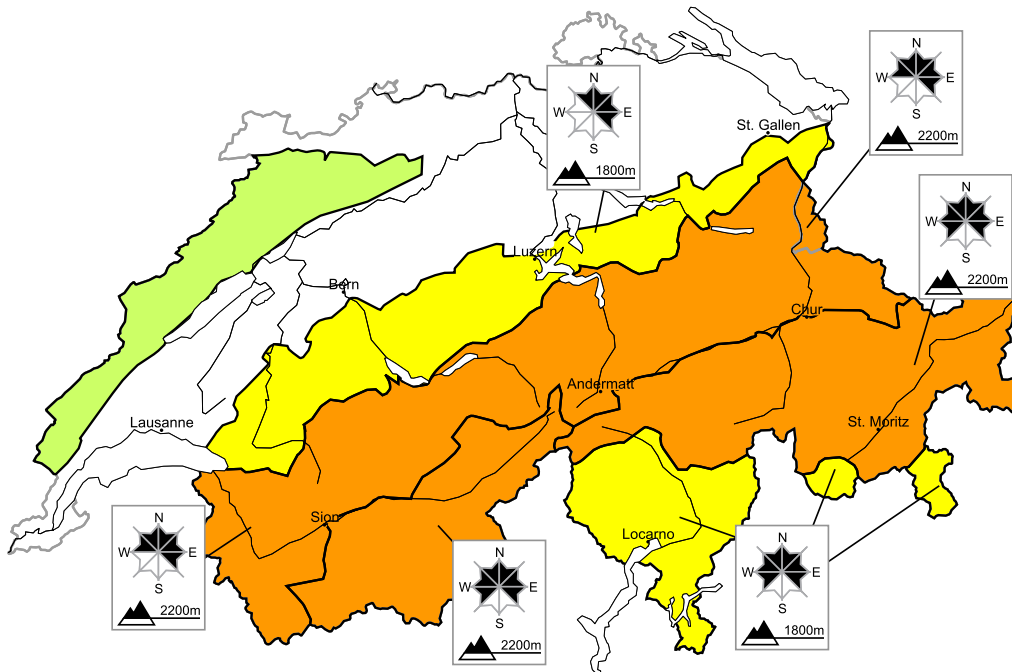 N
W E
S
2200m
N
W E
S
1800m
St. Gallen
N
W E
S
2200m
Luzern
Bern
Chur
Andermatt
Lausanne
St. Moritz
Sion
Locarno
N
W E
S
2200m
N
W E
S
2200m
N
W E
S
1800m